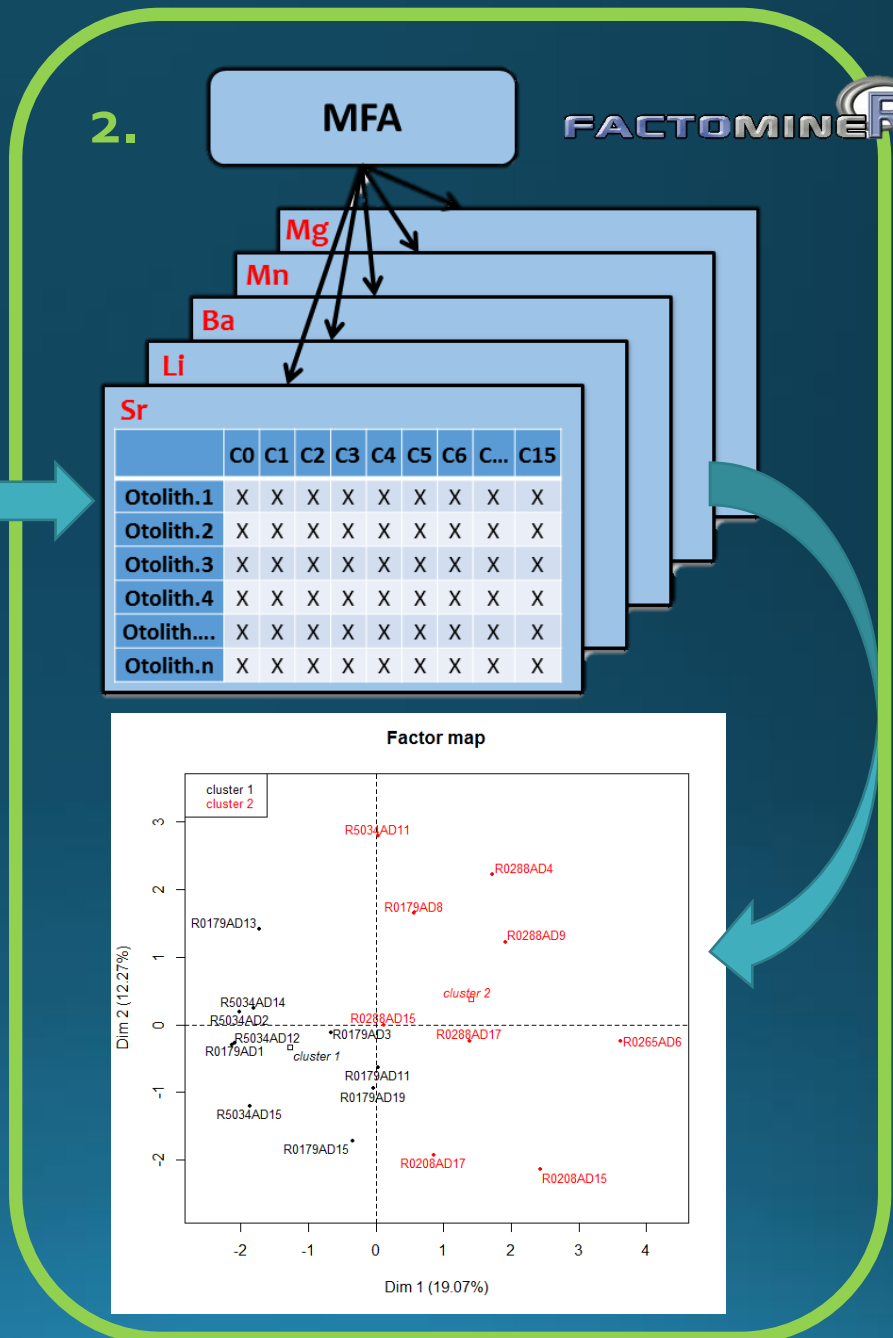 2.
MFA
FACTOMINER
Mg
Mn
Ba
Li
Sr
C0 C1 C2 C3 C4 C5 C6 C... C15
Otolith.1 X X X X X X X X X
Otolith.2 X X X X X X X X X
Otolith.3 X X X X X X X X X
Otolith.4 X X X X X X X X X
Otolith.... X X X X X X X X X
Otolith.n X X X X X X X X X
Factor map
cluster 1
cluster 2
R5034AD11
R0288AD4
R0179AD8
R0179AD13
R0288AD9
cluster 2
R5034AD14
R5034AD2
R0288AD15
R5034AD12
R0179AD3
R0288AD17
R0265AD6
R0179AD1
cluster 1
R0179AD11
R0179AD19
R5034AD15
R0179AD15
R0208AD17
R0208AD15
3
2
1
0
-1
-2
Dim 2 (12.27%)
-2 -1 0 1 2 3 4
Dim 1 (19.07%)